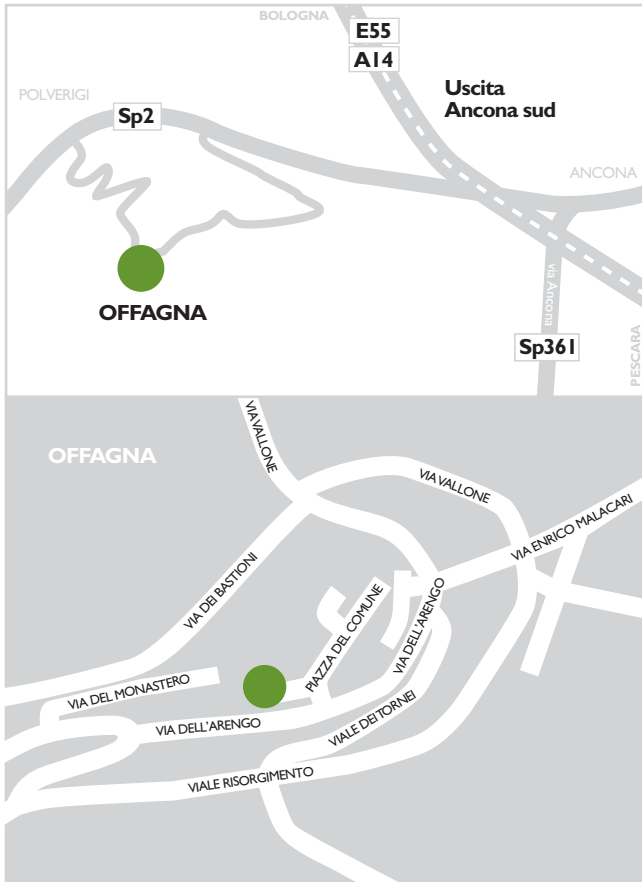 BOLOGNA
E55
A14
Uscita
Ancona sud
POLVERIGI
Sp2
ANCONA
OFFAGNA
via Ancona
Sp361
PESCARA
OFFAGNA
VIA VALLONE
VIA VALLONE
VIA ENRICO MALACARI
VIA DEI BASTIONI
PIAZZA DEL COMUNE
VIA DELL'ARENGO
VIA DEL MONASTERO
VIA DELL'ARENGO
VIALE DEI TORNEI
VIALE RISORGIMENTO